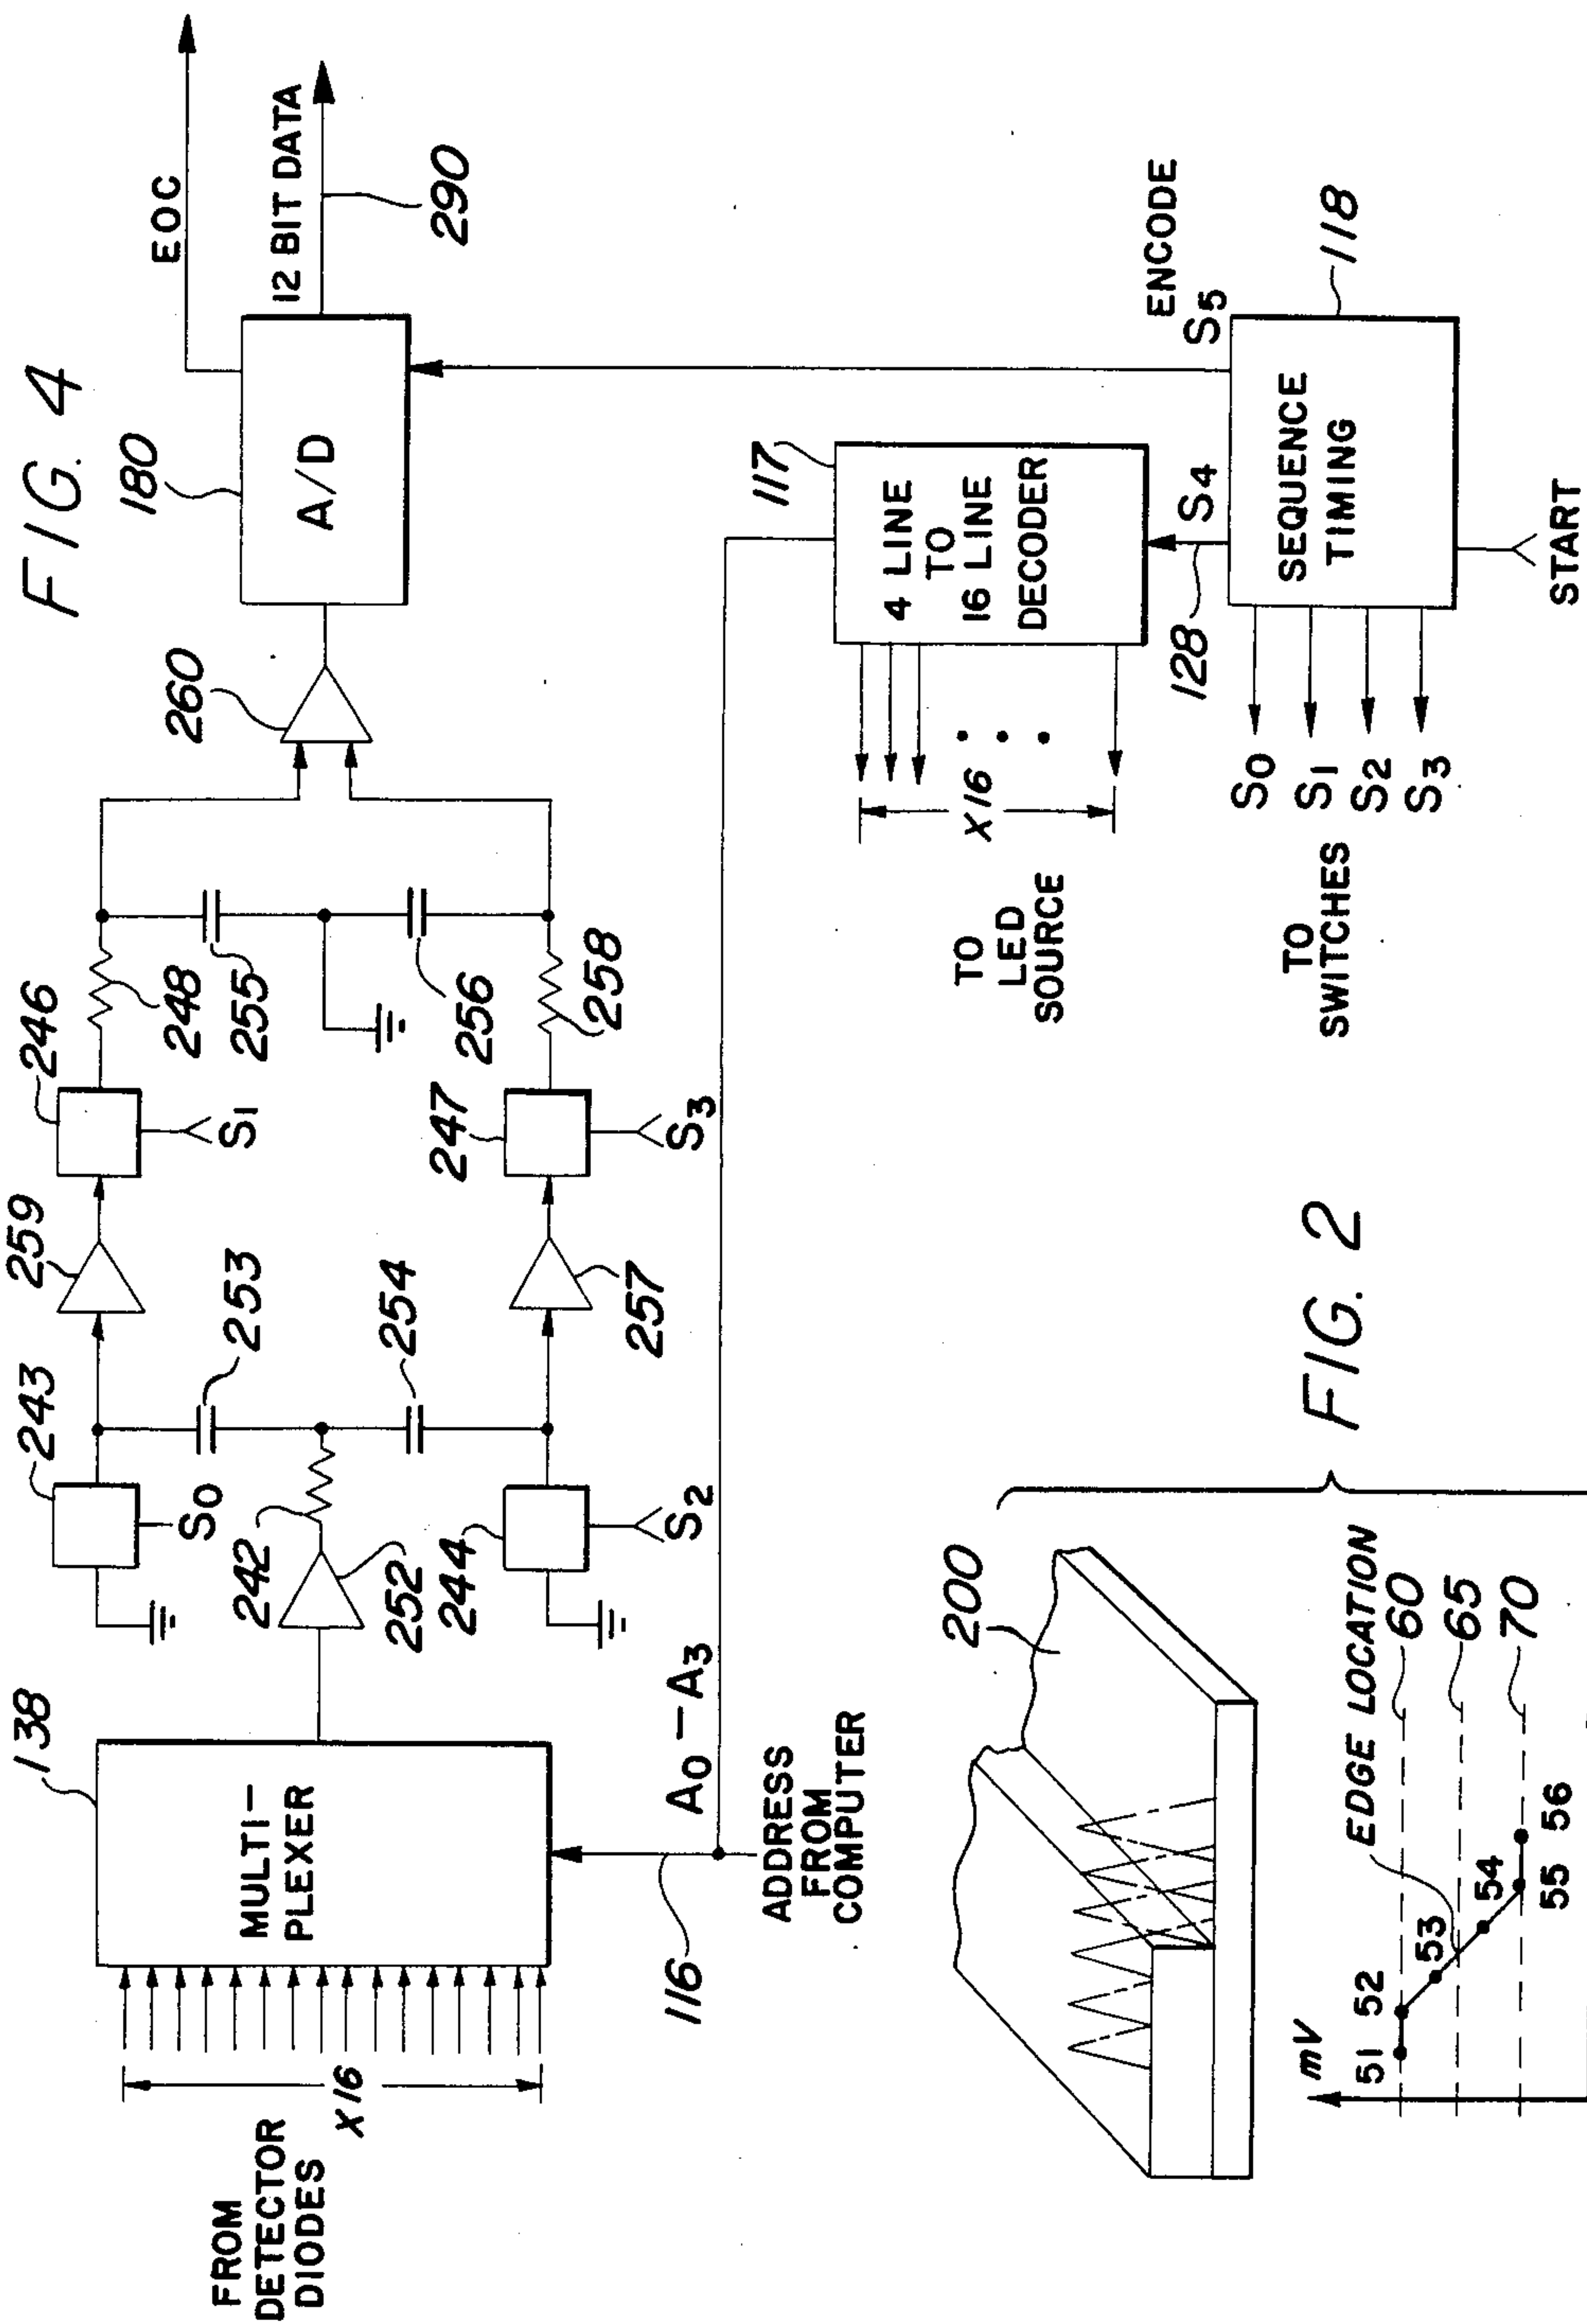 FIG. 4
FROM
DETECTOR
DIODES
X 16
MULTI-
PLEXER
138
116
ADDRESS
FROM
COMPUTER
A0-A3
242
252
243
S0
244
S2
253
254
259
257
246
S1
247
S3
248
255
256
258
260
180
A/D
EOC
12 BIT DATA
290
117
4 LINE
TO
16 LINE
DECODER
X 16
TO
LED
SOURCE
128
S4
ENCODE
S5
118
SEQUENCE
TIMING
START
S0
S1
S2
S3
TO
SWITCHES
FIG. 2
200
mV
EDGE LOCATION
60
65
70
51
52
53
54
55
56